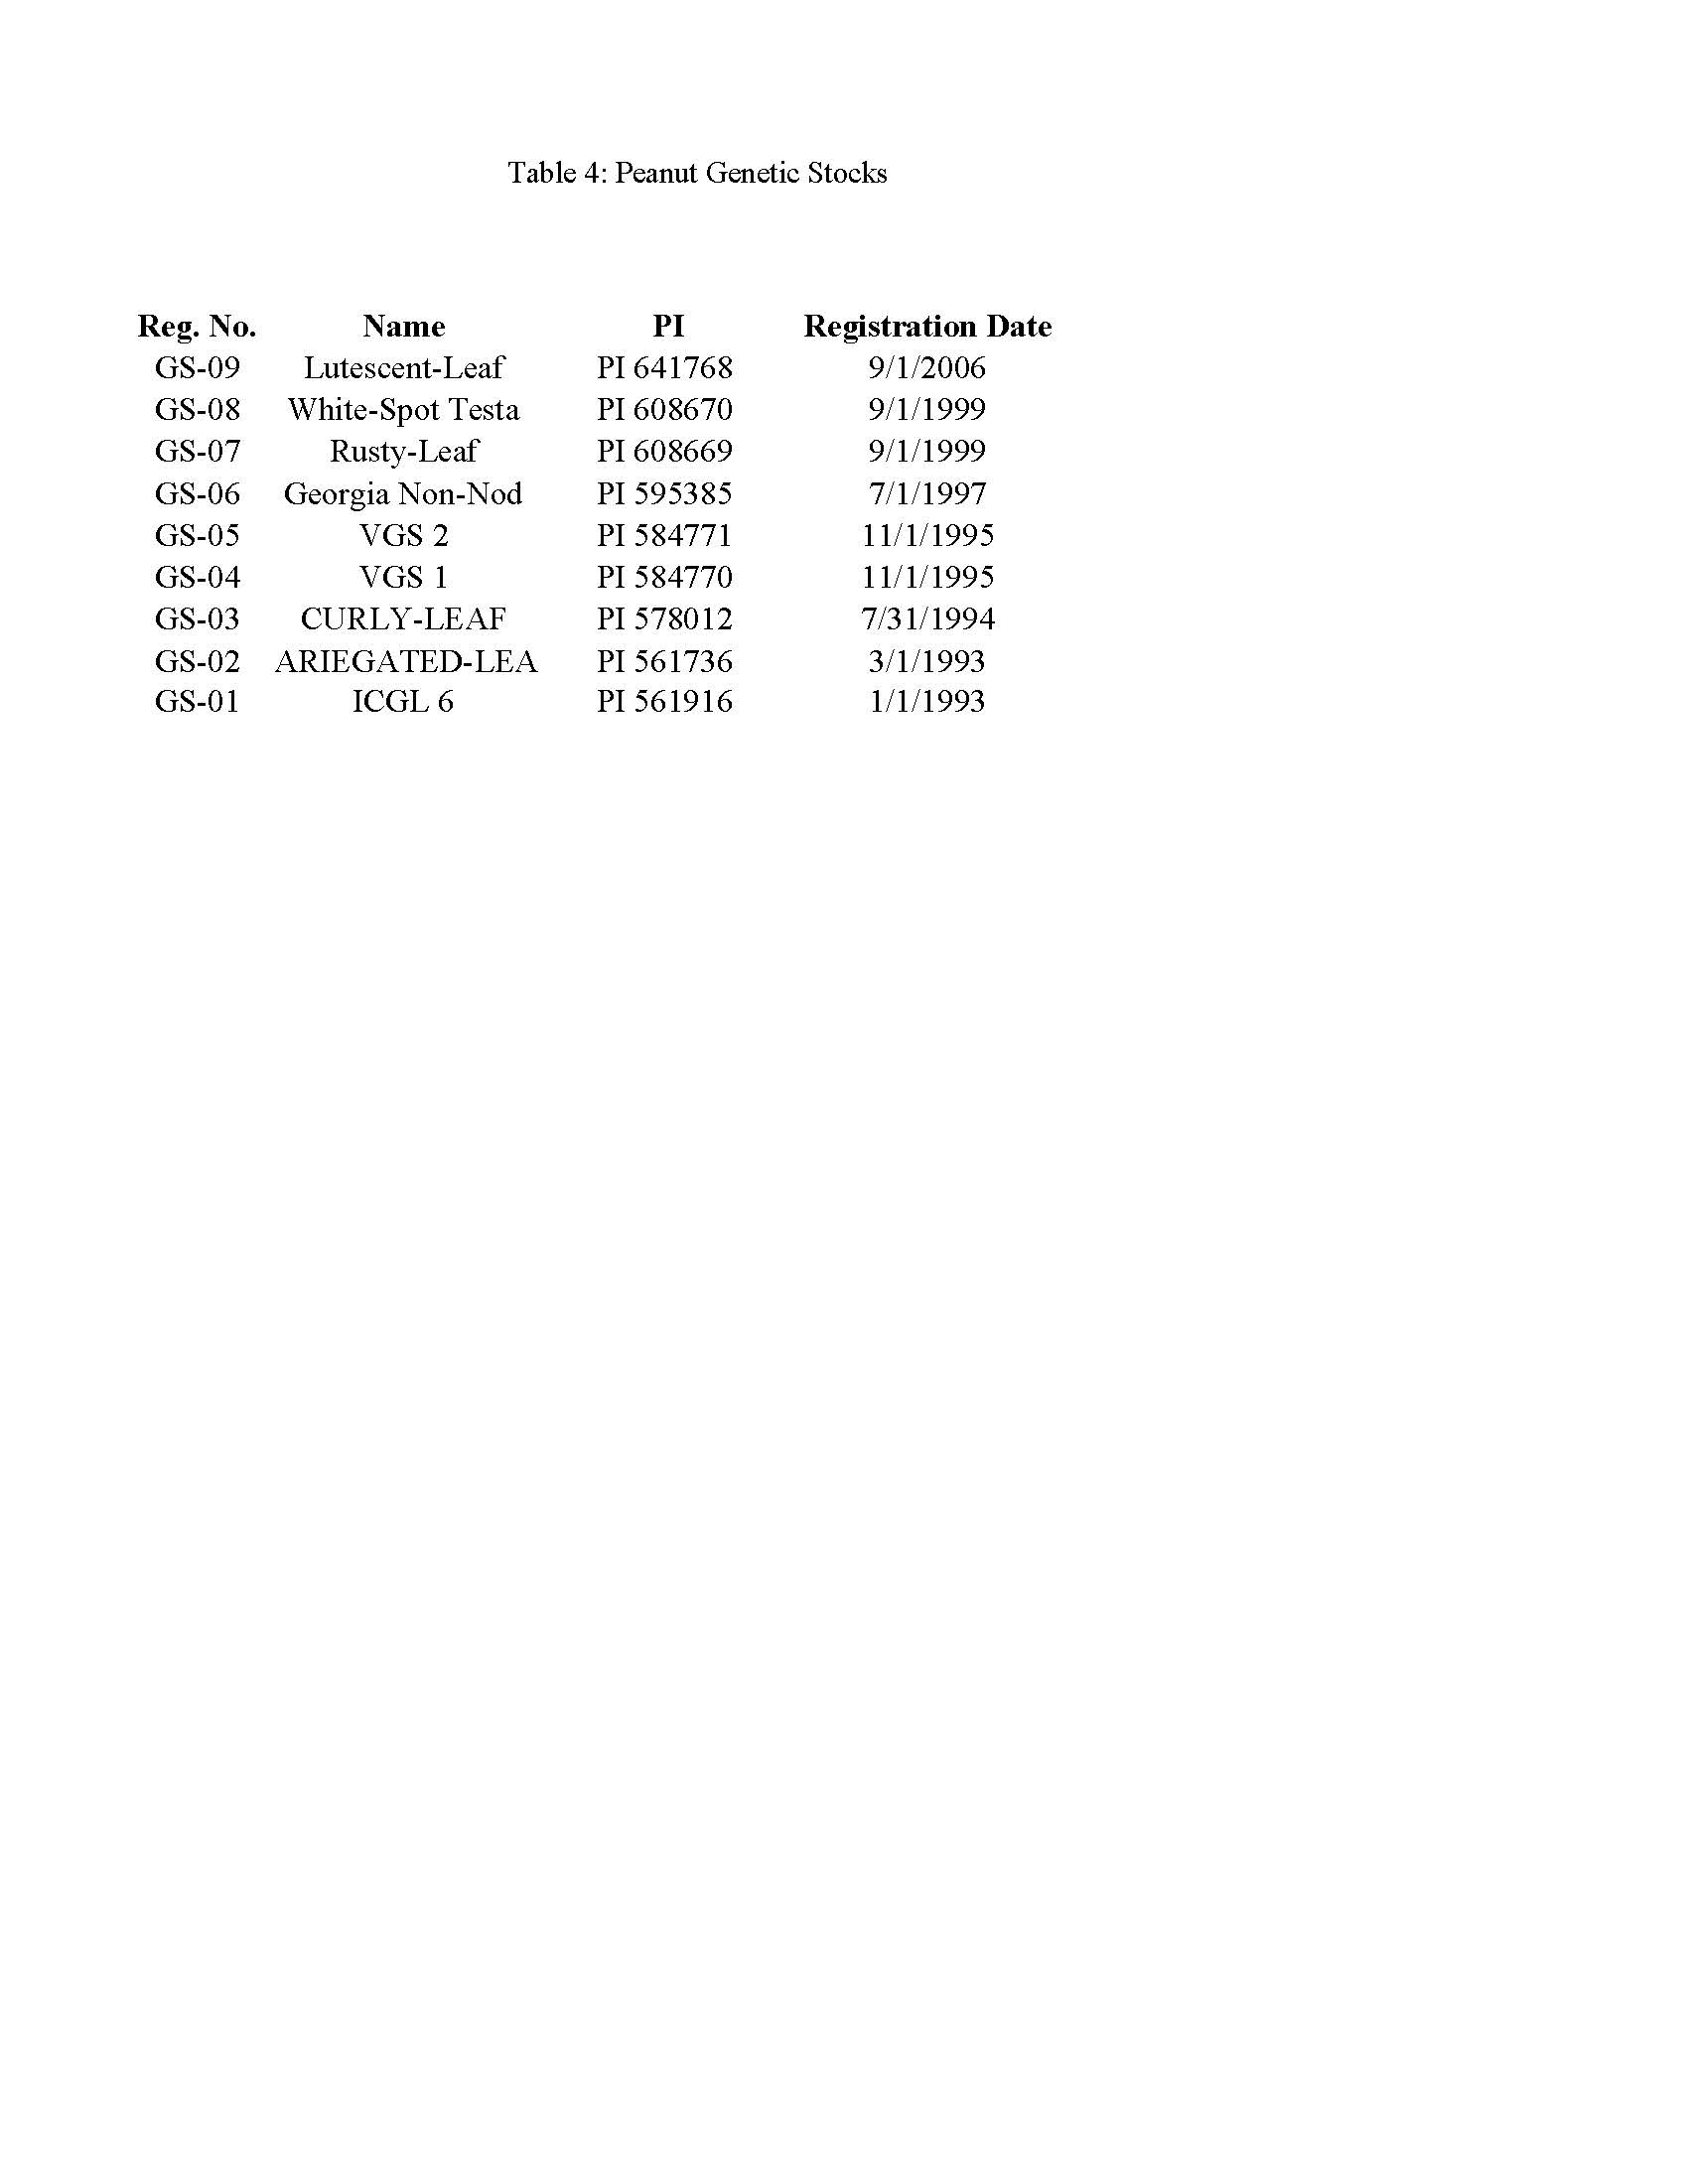 Table 4: Peanut Genetic Stocks
Reg. No. Name PI Registration Date
GS-09 Lutescent-Leaf PI 641768 9/1/2006
GS-08 White-Spot Testa PI 608670 9/1/1999
GS-07 Rusty-Leaf PI 608669 9/1/1999
GS-06 Georgia Non-Nod PI 595385 7/1/1997
GS-05 VGS 2 PI 584771 11/1/1995
GS-04 VGS 1 PI 584770 11/1/1995
GS-03 CURLY-LEAF PI 578012 7/31/1994
GS-02 ARIEGATED-LEA PI 561736 3/1/1993
GS-01 ICGL 6 PI 561916 1/1/1993